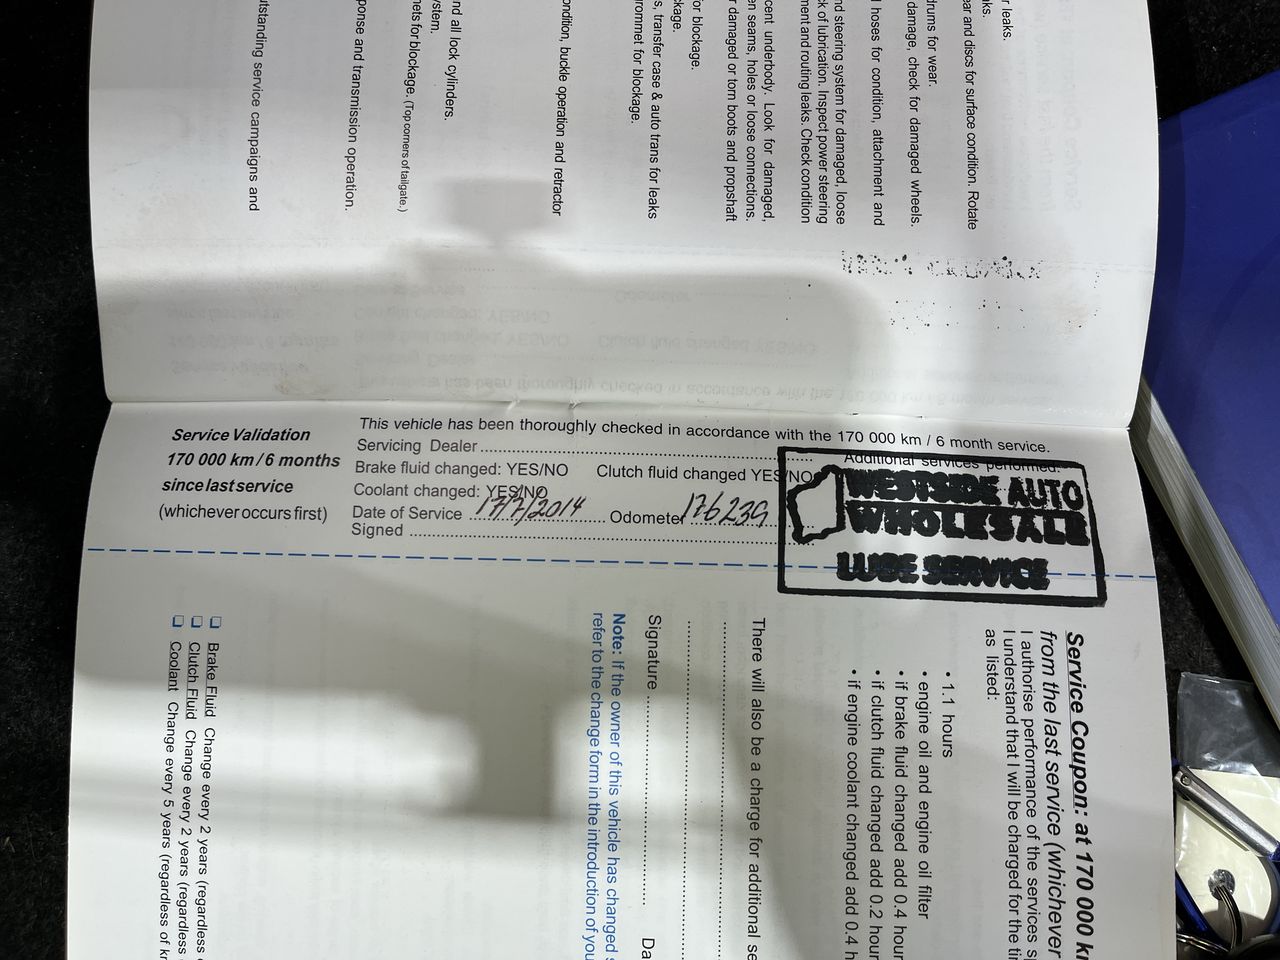 r leaks.
ks.
ear and discs for surface condition. Rotate
drums for wear.
damage, check for damaged wheels.
hoses for condition, attachment and
nd steering system for damaged, loose
ck of lubrication. Inspect power steering
ment and routing leaks. Check condition
cent underbody. Look for damaged,
en seams, holes or loose connections.
r damaged or torn boots and propshaft
for blockage.
kage.
s, transfer case & auto trans for leaks
rommet for blockage.
ondition, buckle operation and retractor
nd all lock cylinders.
ystem.
nets for blockage. (Top corners of tailgate.)
ponse and transmission operation.
utstanding service campaigns and
Service Validation
170 000 km / 6 months
since last service
(whichever occurs first)
This vehicle has been thoroughly checked in accordance with the 170 000 km / 6 month service.
Servicing Dealer
Additional services performed:
Brake fluid changed: YES/NO Clutch fluid changed YES/NO
Coolant changed: YES/NO
Date of Service 17/7/2014 Odometer 176239
Signed
WESTSIDE AUTO
WHOLESALE
LUBE SERVICE
Service Coupon: at 170 000 k
from the last service (whichever
I authorise performance of the services s
I understand that I will be charged for the ti
as listed:
• 1.1 hours
• engine oil and engine oil filter
• if brake fluid changed add 0.4 hour
• if clutch fluid changed add 0.2 hour
• if engine coolant changed add 0.4 h
There will also be a charge for additional se
Signature Da
Note: If the owner of this vehicle has changed s
refer to the change form in the introduction of you
Brake Fluid Change every 2 years (regardless
Clutch Fluid Change every 2 years (regardless
Coolant Change every 5 years (regardless of k